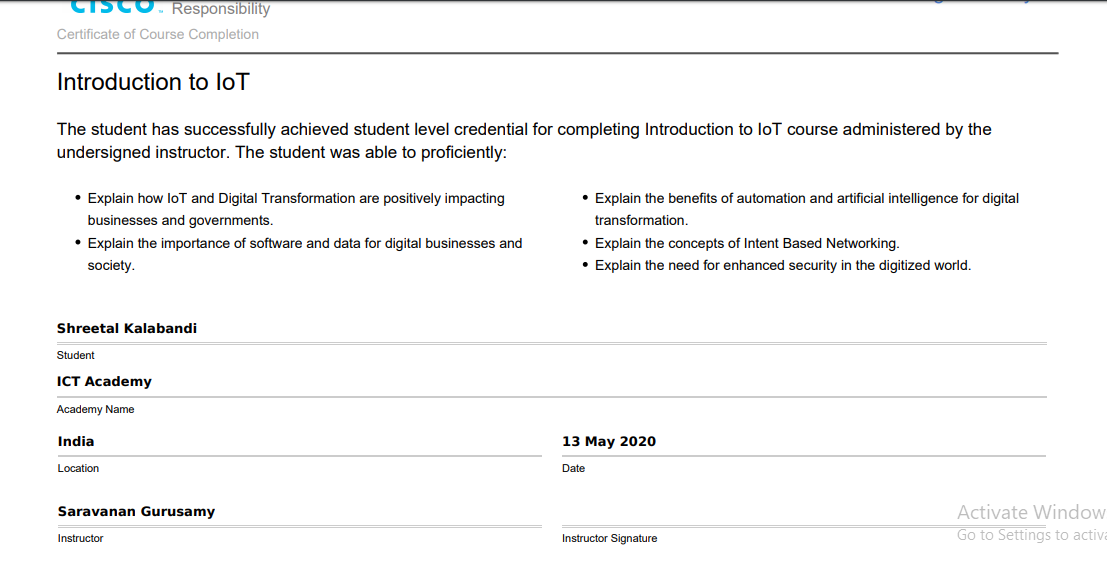 CISCO™ Responsibility
Certificate of Course Completion
Introduction to IoT
The student has successfully achieved student level credential for completing Introduction to IoT course administered by the
undersigned instructor. The student was able to proficiently:
• Explain how IoT and Digital Transformation are positively impacting
businesses and governments.
• Explain the importance of software and data for digital businesses and
society.
• Explain the benefits of automation and artificial intelligence for digital
transformation.
• Explain the concepts of Intent Based Networking.
• Explain the need for enhanced security in the digitized world.
Shreetal Kalabandi
Student
ICT Academy
Academy Name
India
Location
13 May 2020
Date
Saravanan Gurusamy
Instructor
Instructor Signature
Activate Window
Go to Settings to activa